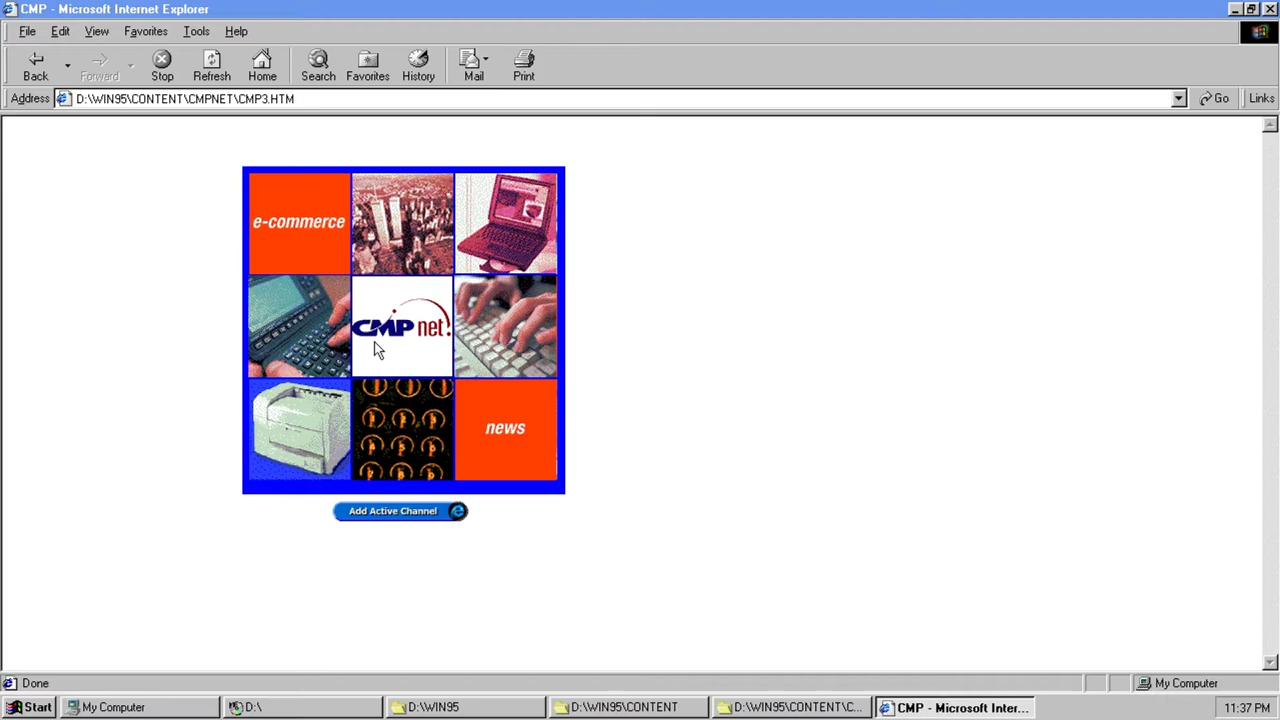 CMP - Microsoft Internet Explorer
File Edit View Favorites Tools Help
Back Forward Stop Refresh Home Search Favorites History Mail Print
Address D:\WIN95\CONTENT\CMPNET\CMP3.HTM Go Links
e-commerce
CMP net!
news
Add Active Channel
Done My Computer
Start My Computer D:\ D:\WIN95 D:\WIN95\CONTENT D:\WIN95\CONTENT\C... CMP - Microsoft Inter... 11:37 PM